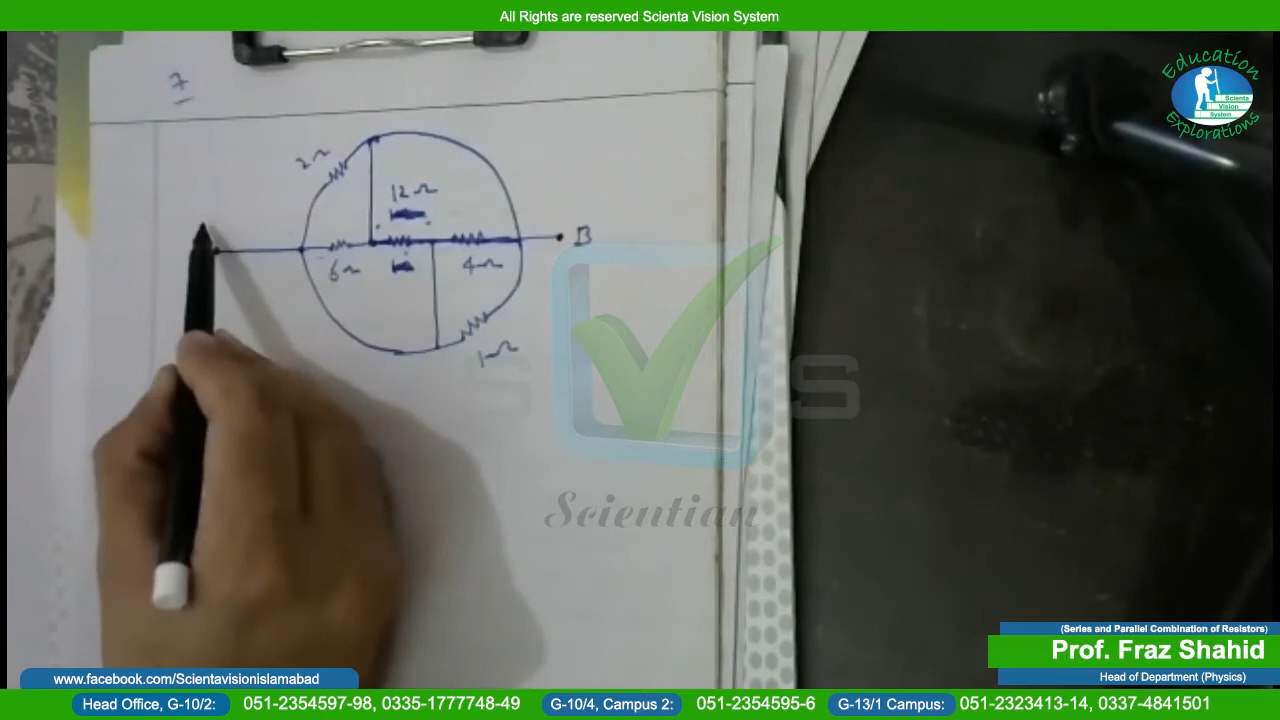 All Rights are reserved Scienta Vision System
Education
Scienta
Vision
System
Explorations
7
2Ω
12Ω
B
6Ω
4Ω
1Ω
S S
Scientian
(Series and Parallel Combination of Resistors)
Prof. Fraz Shahid
Head of Department (Physics)
www.facebook.com/Scientavisionislamabad
Head Office, G-10/2: 051-2354597-98, 0335-1777748-49 G-10/4, Campus 2: 051-2354595-6 G-13/1 Campus: 051-2323413-14, 0337-4841501